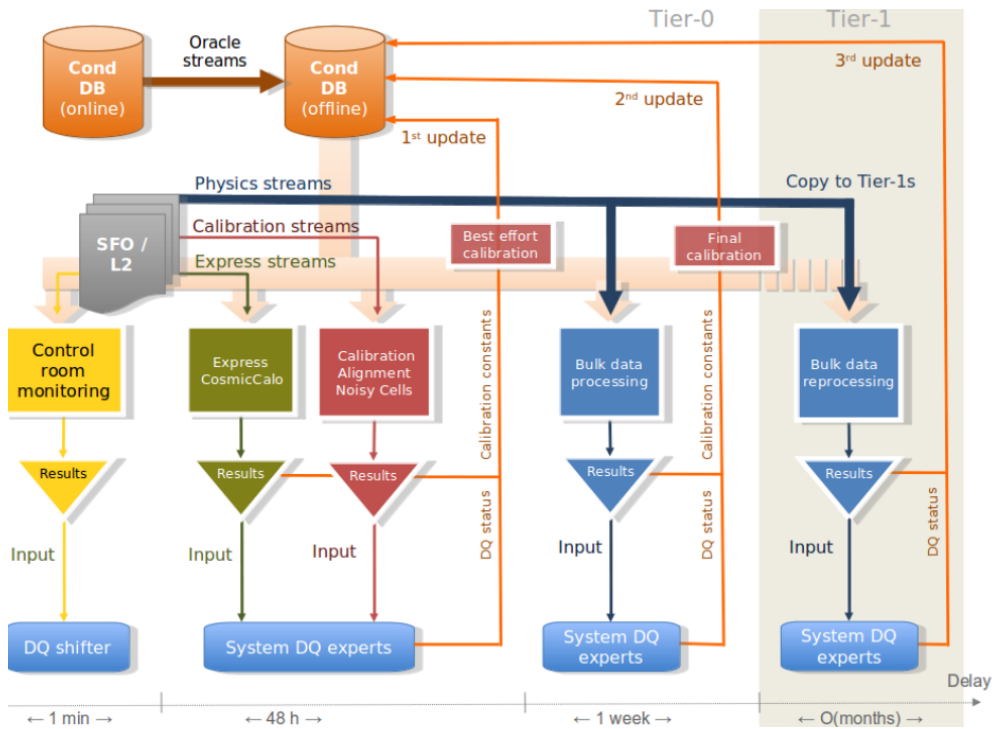 Tier-0
Tier-1
Cond
DB
(online)
Oracle
streams
Cond
DB
(offline)
3rd update
2nd update
1st update
Physics streams
Copy to Tier-1s
SFO /
L2
Calibration streams
Express streams
Best effort
calibration
Final
calibration
Control
room
monitoring
Express
CosmicCalo
Calibration
Alignment
Noisy Cells
Calibration constants
Bulk data
processing
Calibration constants
Bulk data
reprocessing
Results
Results
Results
Results
Results
DQ status
DQ status
DQ status
Input
Input
Input
Input
Input
DQ shifter
System DQ experts
System DQ
experts
System DQ
experts
Delay
← 1 min →
← 48 h →
← 1 week →
← O(months) →